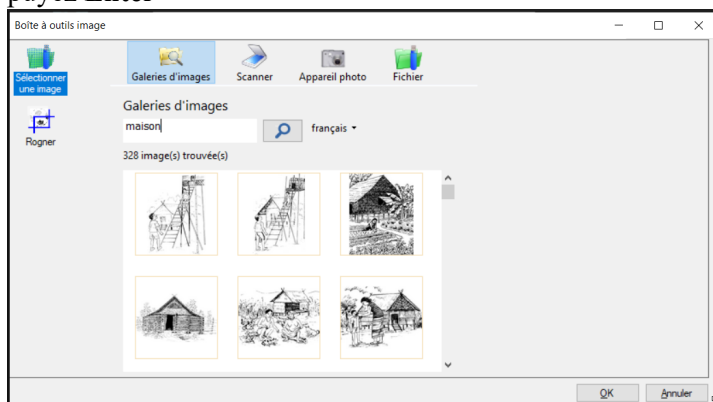 puyez Enter
Boîte à outils image
Sélectionner
une image
Rogner
Galeries d'images
Scanner
Appareil photo
Fichier
Galeries d'images
maison
français
328 image(s) trouvée(s)
OK
Annuler